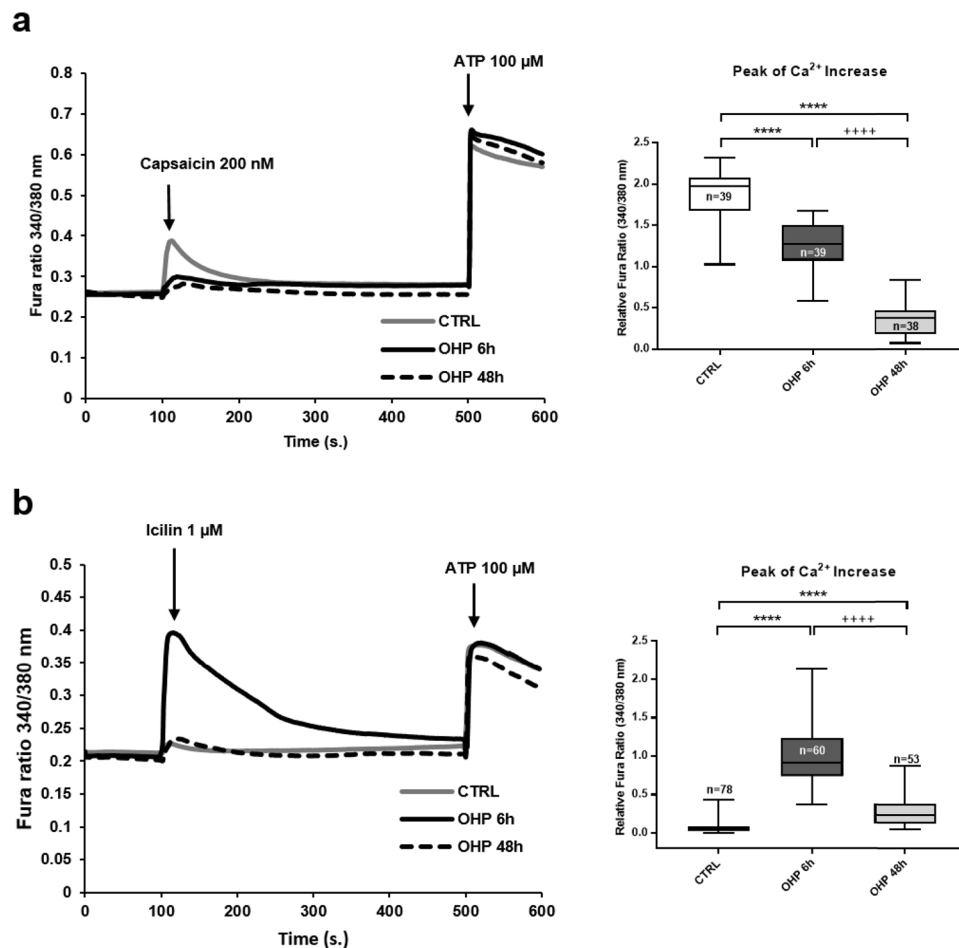 a
Fura ratio 340/380 nm
0.8
0.7
0.6
0.5
0.4
0.3
0.2
0.1
0
0
100
200
300
400
500
600
Time (s.)
Capsaicin 200 nM
ATP 100 µM
CTRL
OHP 6h
OHP 48h
Peak of Ca²⁺ Increase
****
****
++++
Relative Fura Ratio (340/380 nm)
2.5
2.0
1.5
1.0
0.5
0.0
n=39
n=39
n=38
CTRL
OHP 6h
OHP 48h
b
Fura ratio 340/380 nm
0.5
0.4
0.35
0.3
0.25
0.2
0.15
0.1
0.05
0
0
100
200
300
400
500
600
Time (s.)
Icilin 1 µM
ATP 100 µM
CTRL
OHP 6h
OHP 48h
Peak of Ca²⁺ Increase
****
****
++++
Relative Fura Ratio (340/380 nm)
2.5
2.0
1.5
1.0
0.5
0.0
n=78
n=60
n=53
CTRL
OHP 6h
OHP 48h